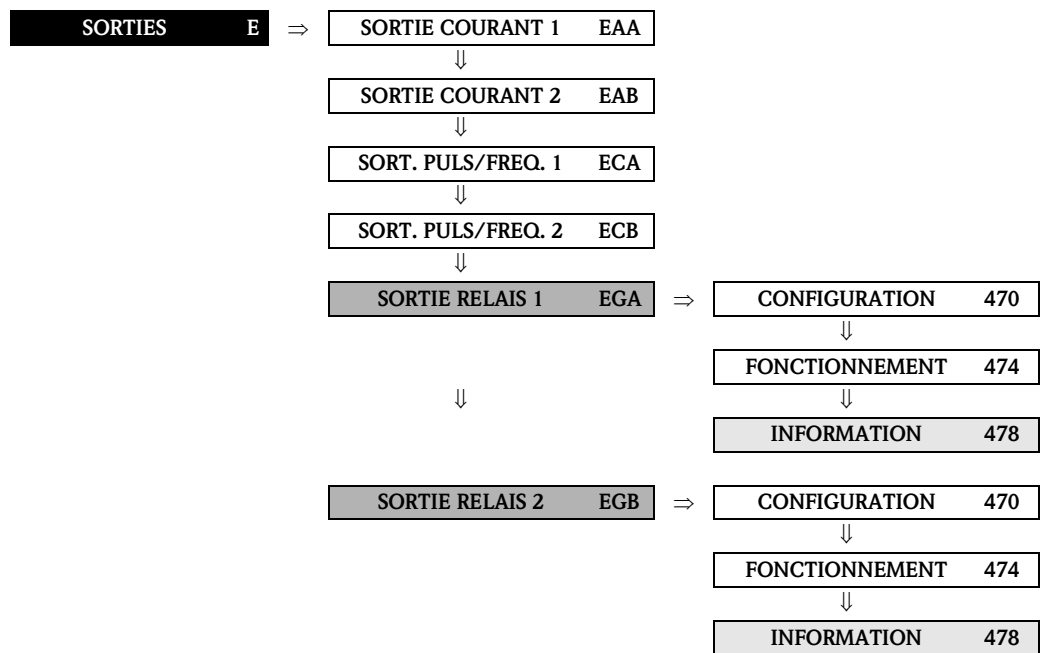 SORTIES E ⇒ SORTIE COURANT 1 EAA
⇓
SORTIE COURANT 2 EAB
⇓
SORT. PULS/FREQ. 1 ECA
⇓
SORT. PULS/FREQ. 2 ECB
⇓
SORTIE RELAIS 1 EGA ⇒ CONFIGURATION 470
⇓
FONCTIONNEMENT 474
⇓ ⇓
INFORMATION 478
SORTIE RELAIS 2 EGB ⇒ CONFIGURATION 470
⇓
FONCTIONNEMENT 474
⇓
INFORMATION 478